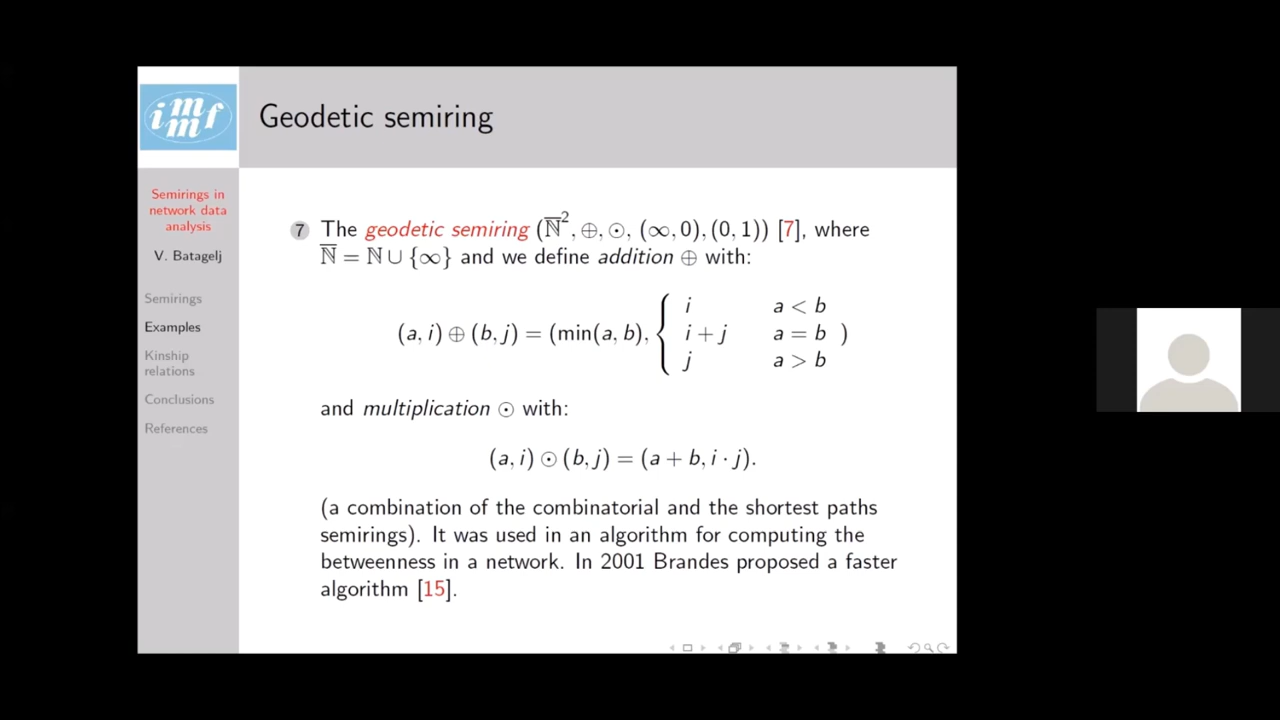 immf
Geodetic semiring
Semirings in
network data
analysis
V. Batagelj
Semirings
Examples
Kinship
relations
Conclusions
References
7 The geodetic semiring (N̅², ⊕, ⊙, (∞, 0), (0, 1)) [7], where
N̅ = N ∪ {∞} and we define addition ⊕ with:
(a, i) ⊕ (b, j) = (min(a, b), { i a < b
i + j a = b )
j a > b
and multiplication ⊙ with:
(a, i) ⊙ (b, j) = (a + b, i · j).
(a combination of the combinatorial and the shortest paths
semirings). It was used in an algorithm for computing the
betweenness in a network. In 2001 Brandes proposed a faster
algorithm [15].